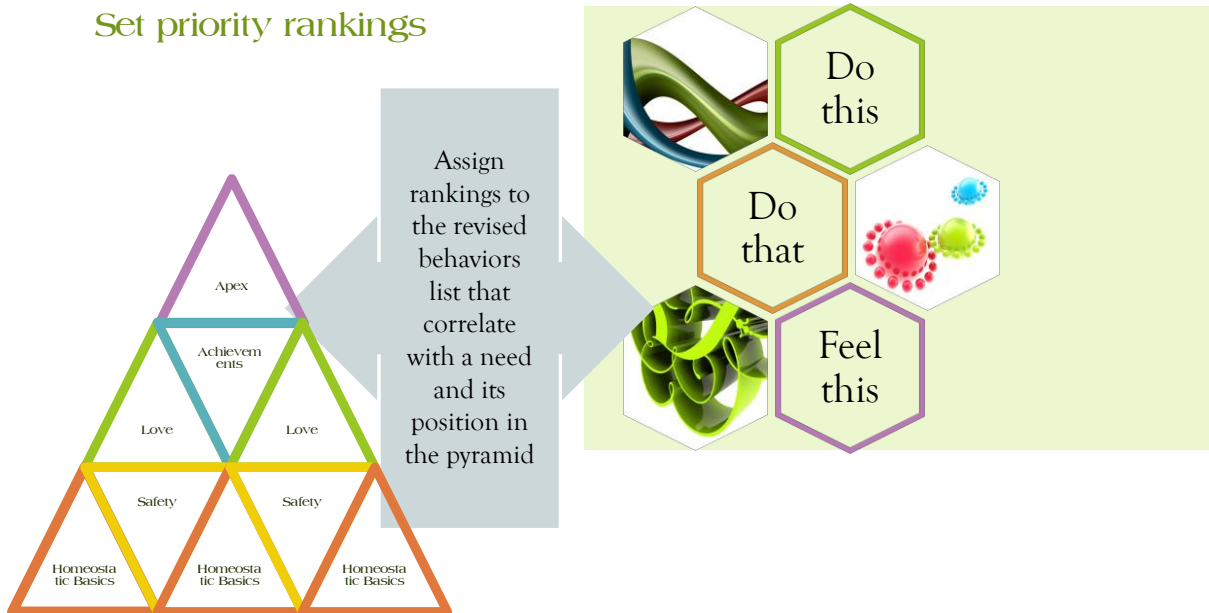 Set priority rankings
Apex
Achievem
ents
Love
Love
Safety
Safety
Homeosta
tic Basics
Homeosta
tic Basics
Homeosta
tic Basics
Assign
rankings to
the revised
behaviors
list that
correlate
with a need
and its
position in
the pyramid
Do
this
Do
that
Feel
this